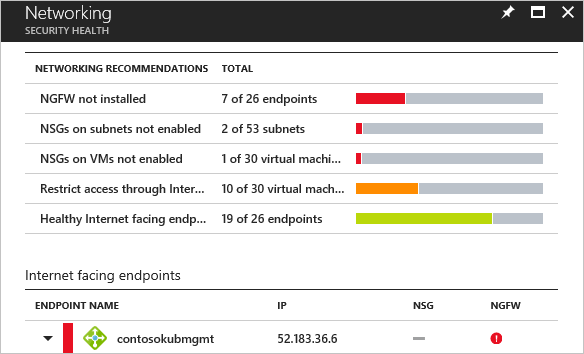 Networking
SECURITY HEALTH
NETWORKING RECOMMENDATIONS TOTAL
NGFW not installed 7 of 26 endpoints
NSGs on subnets not enabled 2 of 53 subnets
NSGs on VMs not enabled 1 of 30 virtual machi...
Restrict access through Inter... 10 of 30 virtual mach...
Healthy Internet facing endp... 19 of 26 endpoints
Internet facing endpoints
ENDPOINT NAME IP NSG NGFW
contosokubmgmt 52.183.36.6